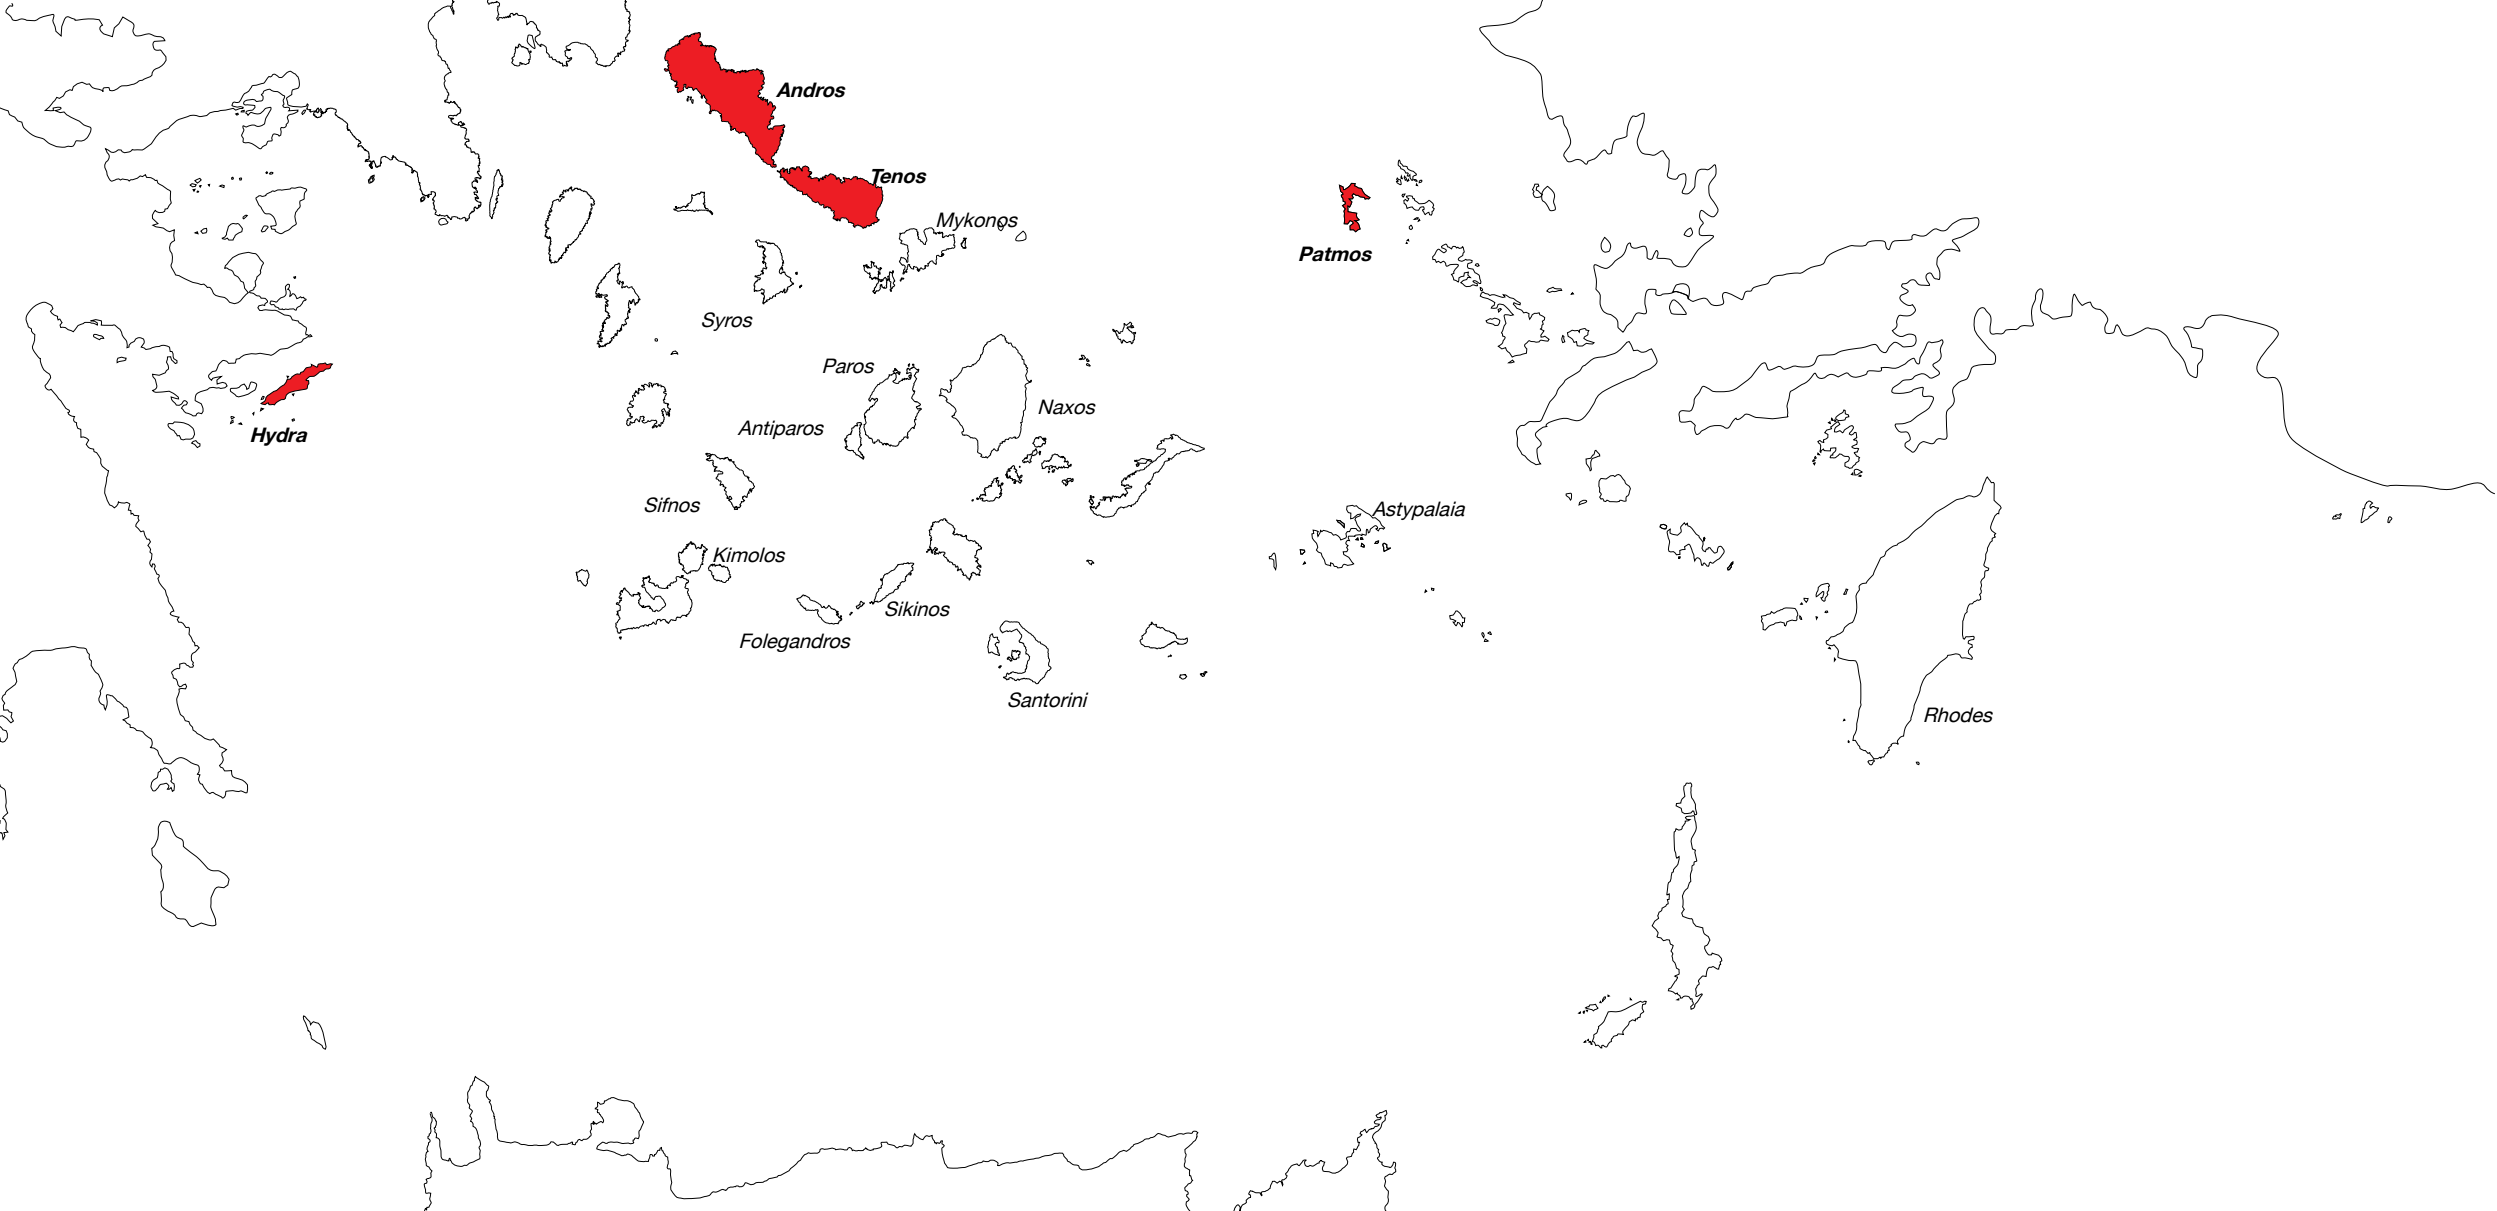 Andros
Tenos
Mykonos
Patmos
Syros
Paros
Naxos
Antiparos
Hydra
Sifnos
Astypalaia
Kimolos
Sikinos
Folegandros
Santorini
Rhodes